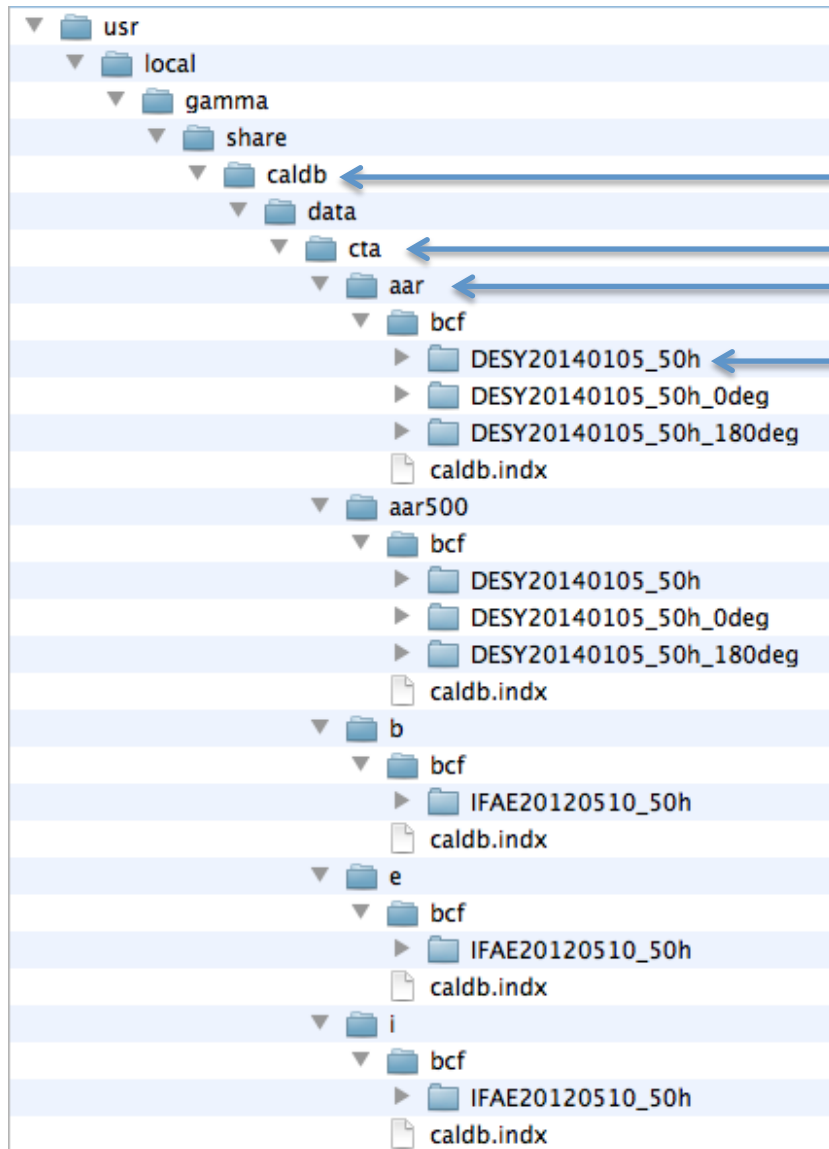 usr
local
gamma
share
caldb
data
cta
aar
bcf
DESY20140105_50h
DESY20140105_50h_0deg
DESY20140105_50h_180deg
caldb.indx
aar500
bcf
DESY20140105_50h
DESY20140105_50h_0deg
DESY20140105_50h_180deg
caldb.indx
b
bcf
IFAE20120510_50h
caldb.indx
e
bcf
IFAE20120510_50h
caldb.indx
i
bcf
IFAE20120510_50h
caldb.indx